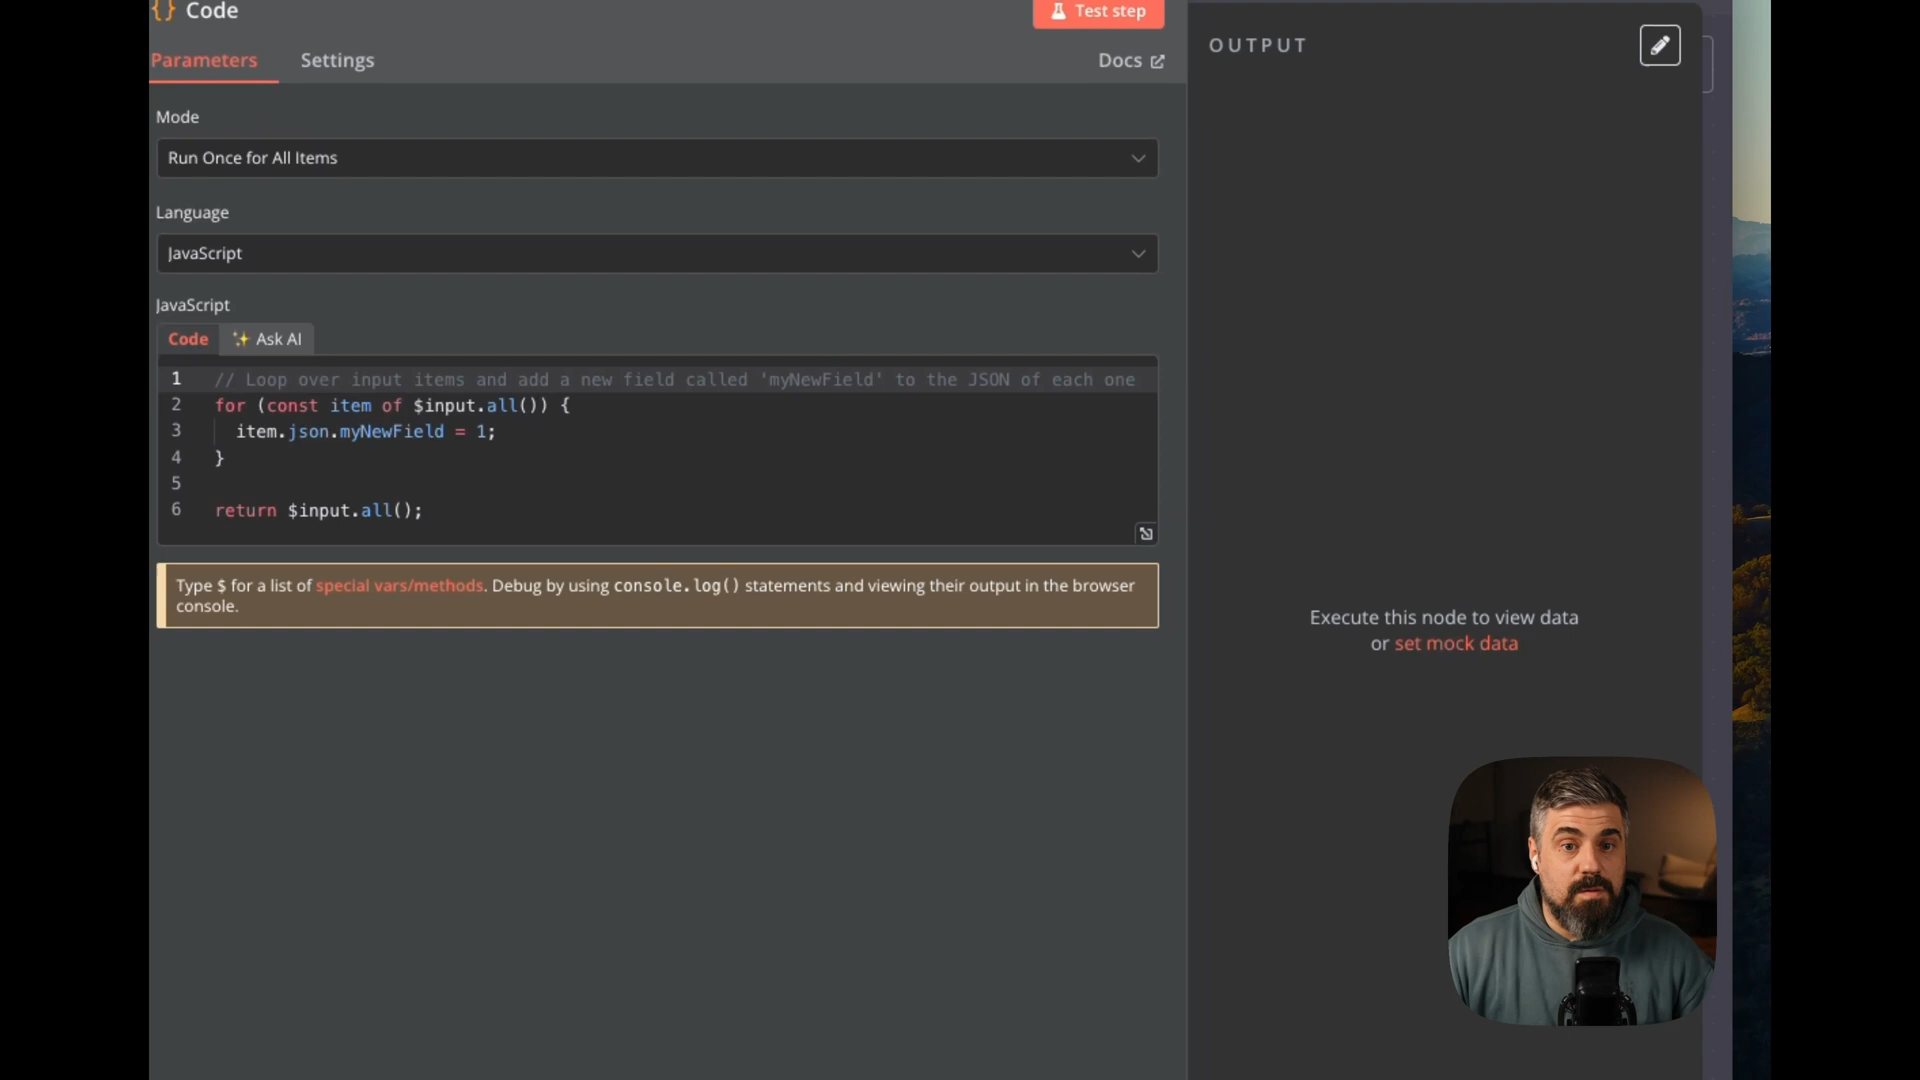 {} Code
Test step
Parameters
Settings
Docs
OUTPUT
Mode
Run Once for All Items
Language
JavaScript
JavaScript
Code
Ask AI
1 // Loop over input items and add a new field called 'myNewField' to the JSON of each one
2 for (const item of $input.all()) {
3 item.json.myNewField = 1;
4 }
5
6 return $input.all();
Type $ for a list of special vars/methods. Debug by using console.log() statements and viewing their output in the browser
console.
Execute this node to view data
or set mock data